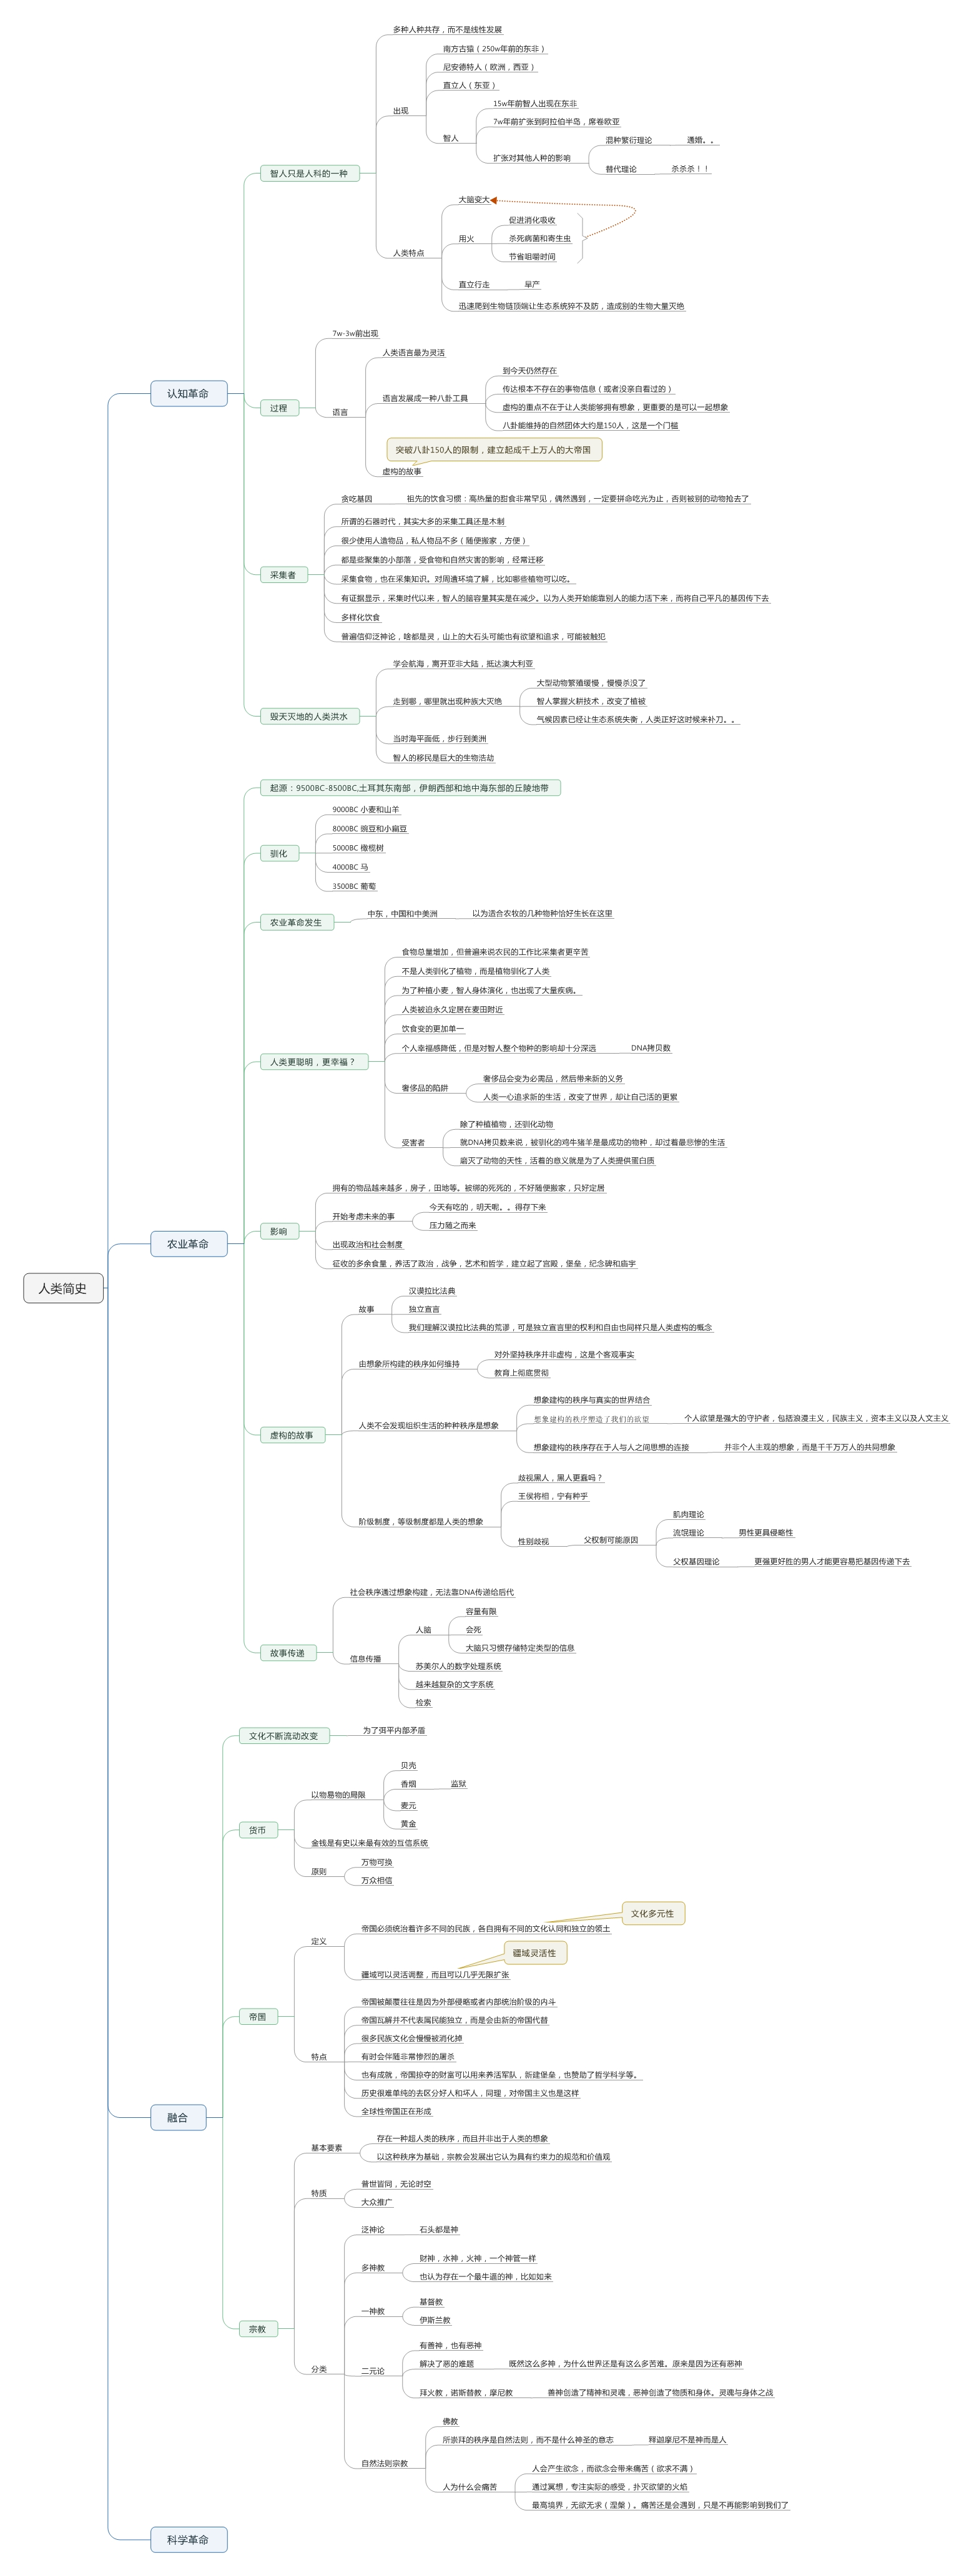 人类简史
认知革命
智人只是人科的一种
多种人种共存，而不是线性发展
出现
南方古猿（250w年前的东非）
尼安德特人（欧洲，西亚）
直立人（东亚）
智人
15w年前智人出现在东非
7w年前扩张到阿拉伯半岛，席卷欧亚
扩张对其他人种的影响
混种繁衍理论
通婚。。
替代理论
杀杀杀！！
人类特点
大脑变大
用火
促进消化吸收
杀死病菌和寄生虫
节省咀嚼时间
直立行走
早产
迅速爬到生物链顶端让生态系统猝不及防，造成别的生物大量灭绝
过程
7w-3w前出现
语言
人类语言最为灵活
语言发展成一种八卦工具
到今天仍然存在
传达根本不存在的事物信息（或者没亲自看过的）
虚构的重点不在于让人类能够拥有想象，更重要的是可以一起想象
八卦能维持的自然团体大约是150人，这是一个门槛
突破八卦150人的限制，建立起成千上万人的大帝国
虚构的故事
采集者
贪吃基因
祖先的饮食习惯：高热量的甜食非常罕见，偶然遇到，一定要拼命吃光为止，否则被别的动物抢去了
所谓的石器时代，其实大多的采集工具还是木制
很少使用人造物品，私人物品不多（随便搬家，方便）
都是些聚集的小部落，受食物和自然灾害的影响，经常迁移
采集食物，也在采集知识。对周遭环境了解，比如哪些植物可以吃。
有证据显示，采集时代以来，智人的脑容量其实是在减少。以为人类开始能靠别人的能力活下来，而将自己平凡的基因传下去
多样化饮食
普遍信仰泛神论，啥都是灵，山上的大石头可能也有欲望和追求，可能被触犯
毁天灭地的人类洪水
学会航海，离开亚非大陆，抵达澳大利亚
走到哪，哪里就出现种族大灭绝
大型动物繁殖缓慢，慢慢杀没了
智人掌握火耕技术，改变了植被
气候因素已经让生态系统失衡，人类正好这时候来补刀。。
当时海平面低，步行到美洲
智人的移民是巨大的生物浩劫
农业革命
起源：9500BC-8500BC,土耳其东南部，伊朗西部和地中海东部的丘陵地带
驯化
9000BC 小麦和山羊
8000BC 豌豆和小扁豆
5000BC 橄榄树
4000BC 马
3500BC 葡萄
农业革命发生
中东，中国和中美洲
以为适合农牧的几种物种恰好生长在这里
人类更聪明，更幸福？
食物总量增加，但普遍来说农民的工作比采集者更辛苦
不是人类驯化了植物，而是植物驯化了人类
为了种植小麦，智人身体演化，也出现了大量疾病。
人类被迫永久定居在麦田附近
饮食变的更加单一
个人幸福感降低，但是对智人整个物种的影响却十分深远
DNA拷贝数
奢侈品的陷阱
奢侈品会变为必需品，然后带来新的义务
人类一心追求新的生活，改变了世界，却让自己活的更累
受害者
除了种植植物，还驯化动物
就DNA拷贝数来说，被驯化的鸡牛猪羊是最成功的物种，却过着最悲惨的生活
磨灭了动物的天性，活着的意义就是为了人类提供蛋白质
影响
拥有的物品越来越多，房子，田地等。被绑的死死的，不好随便搬家，只好定居
开始考虑未来的事
今天有吃的，明天呢。。得存下来
压力随之而来
出现政治和社会制度
征收的多余食量，养活了政治，战争，艺术和哲学，建立起了宫殿，堡垒，纪念碑和庙宇
虚构的故事
故事
汉谟拉比法典
独立宣言
我们理解汉谟拉比法典的荒谬，可是独立宣言里的权利和自由也同样只是人类虚构的概念
由想象所构建的秩序如何维持
对外坚持秩序并非虚构，这是个客观事实
教育上彻底贯彻
人类不会发现组织生活的种种秩序是想象
想象建构的秩序与真实的世界结合
想象建构的秩序塑造了我们的欲望
个人欲望是强大的守护者，包括浪漫主义，民族主义，资本主义以及人文主义
想象建构的秩序存在于人与人之间思想的连接
并非个人主观的想象，而是千千万万人的共同想象
阶级制度，等级制度都是人类的想象
歧视黑人，黑人更蠢吗？
王侯将相，宁有种乎
性别歧视
父权制可能原因
肌肉理论
流氓理论
男性更具侵略性
父权基因理论
更强更好胜的男人才能更容易把基因传递下去
故事传递
社会秩序通过想象构建，无法靠DNA传递给后代
信息传播
人脑
容量有限
会死
大脑只习惯存储特定类型的信息
苏美尔人的数字处理系统
越来越复杂的文字系统
检索
融合
文化不断流动改变
为了弭平内部矛盾
货币
以物易物的局限
贝壳
香烟
监狱
麦元
黄金
金钱是有史以来最有效的互信系统
原则
万物可换
万众相信
帝国
定义
文化多元性
帝国必须统治着许多不同的民族，各自拥有不同的文化认同和独立的领土
疆域灵活性
疆域可以灵活调整，而且可以几乎无限扩张
特点
帝国被颠覆往往是因为外部侵略或者内部统治阶级的内斗
帝国瓦解并不代表属民能独立，而是会由新的帝国代替
很多民族文化会慢慢被消化掉
有时会伴随非常惨烈的屠杀
也有成就，帝国掠夺的财富可以用来养活军队，新建堡垒，也赞助了哲学科学等。
历史很难单纯的去区分好人和坏人，同理，对帝国主义也是这样
全球性帝国正在形成
宗教
基本要素
存在一种超人类的秩序，而且并非出于人类的想象
以这种秩序为基础，宗教会发展出它认为具有约束力的规范和价值观
特质
普世皆同，无论时空
大众推广
分类
泛神论
石头都是神
多神教
财神，水神，火神，一个神管一样
也认为存在一个最牛逼的神，比如如来
一神教
基督教
伊斯兰教
二元论
有善神，也有恶神
解决了恶的难题
既然这么多神，为什么世界还是有这么多苦难。原来是因为还有恶神
拜火教，诺斯替教，摩尼教
善神创造了精神和灵魂，恶神创造了物质和身体。灵魂与身体之战
自然法则宗教
佛教
所崇拜的秩序是自然法则，而不是什么神圣的意志
释迦摩尼不是神而是人
人为什么会痛苦
人会产生欲念，而欲念会带来痛苦（欲求不满）
通过冥想，专注实际的感受，扑灭欲望的火焰
最高境界，无欲无求（涅槃）。痛苦还是会遇到，只是不再能影响到我们了
科学革命